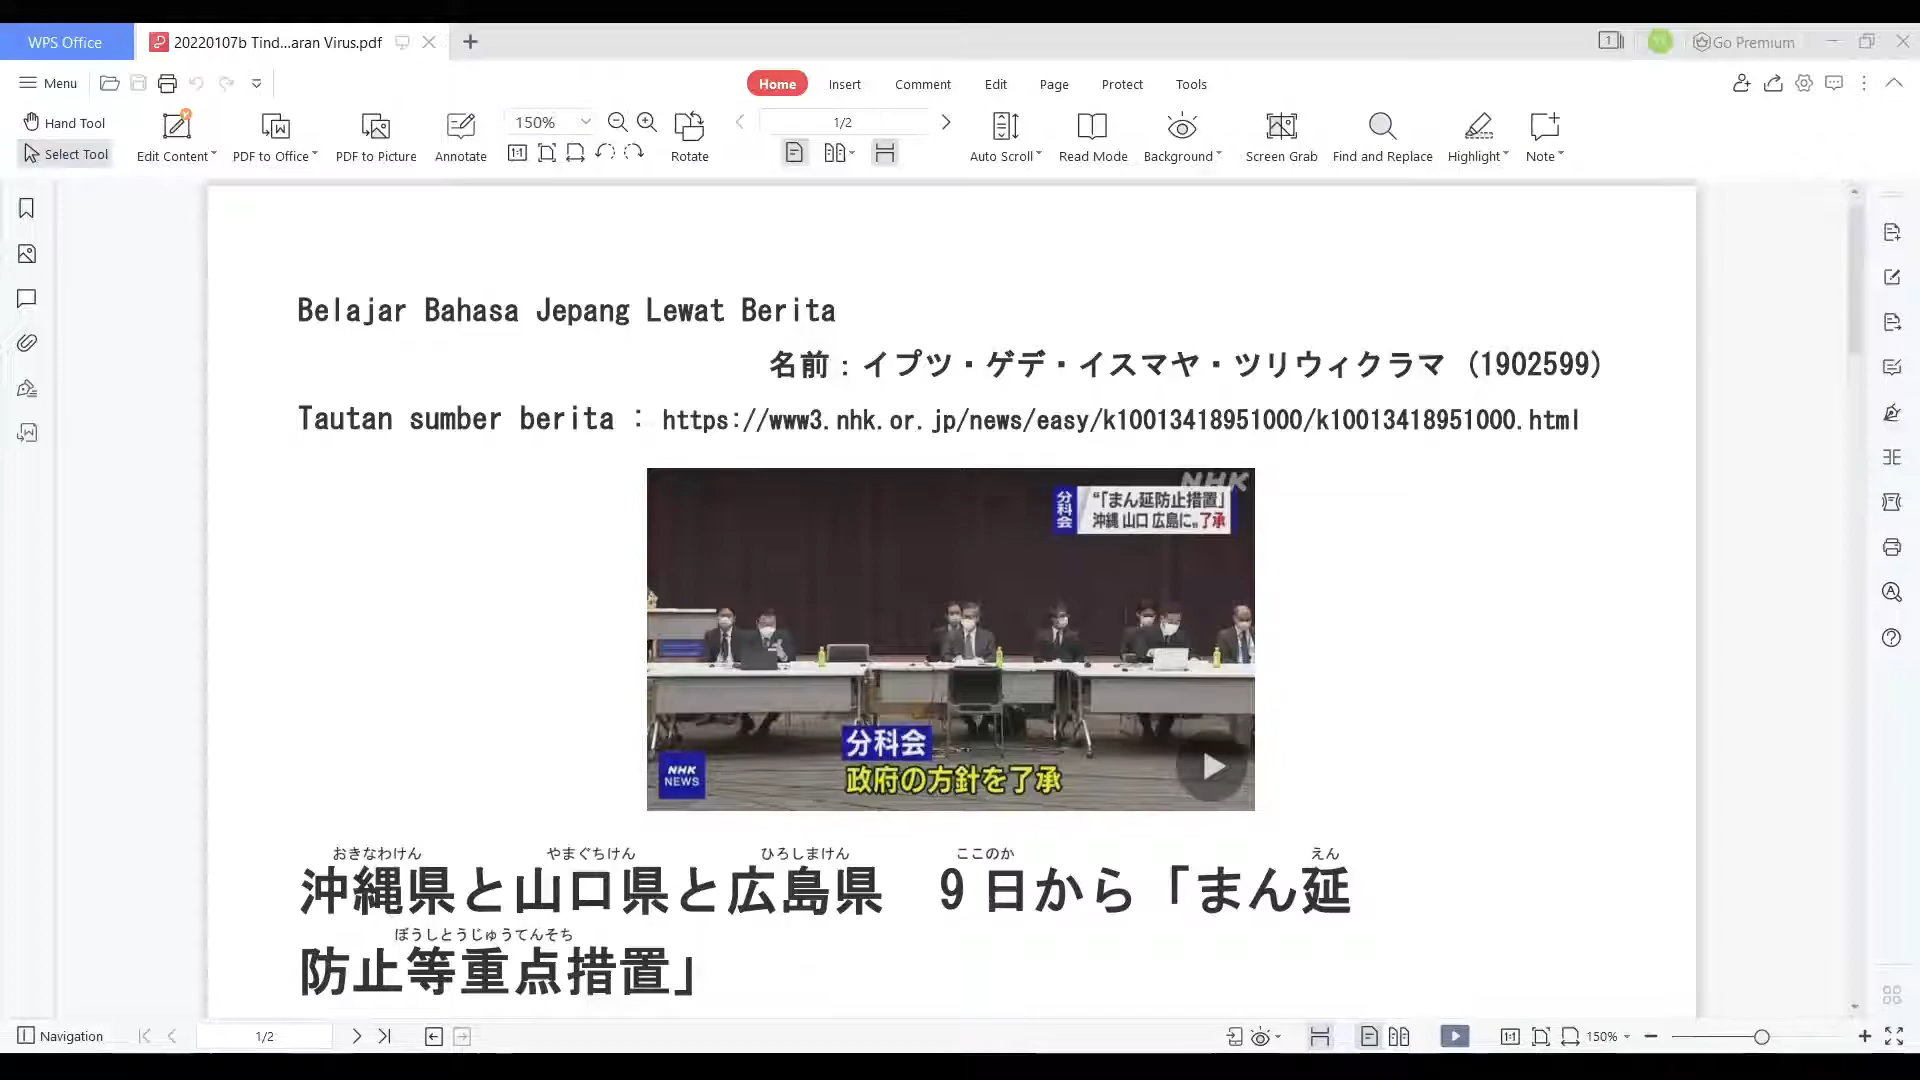 WPS Office
20220107b Tind...aran Virus.pdf
1
Go Premium
Menu
Home
Insert
Comment
Edit
Page
Protect
Tools
Hand Tool
Select Tool
Edit Content
PDF to Office
PDF to Picture
Annotate
150%
Rotate
1/2
Auto Scroll
Read Mode
Background
Screen Grab
Find and Replace
Highlight
Note
Belajar Bahasa Jepang Lewat Berita
名前：イプツ・ゲデ・イスマヤ・ツリウィクラマ (1902599)
Tautan sumber berita : https://www3.nhk.or.jp/news/easy/k10013418951000/k10013418951000.html
NHK
分科会
“「まん延防止措置」
沖縄 山口 広島に”了承
分科会
政府の方針を了承
NHK
NEWS
おきなわけん やまぐちけん ひろしまけん ここのか えん
沖縄県と山口県と広島県　9日から「まん延
ぼうしとうじゅうてんそち
防止等重点措置」
Navigation
1/2
150%